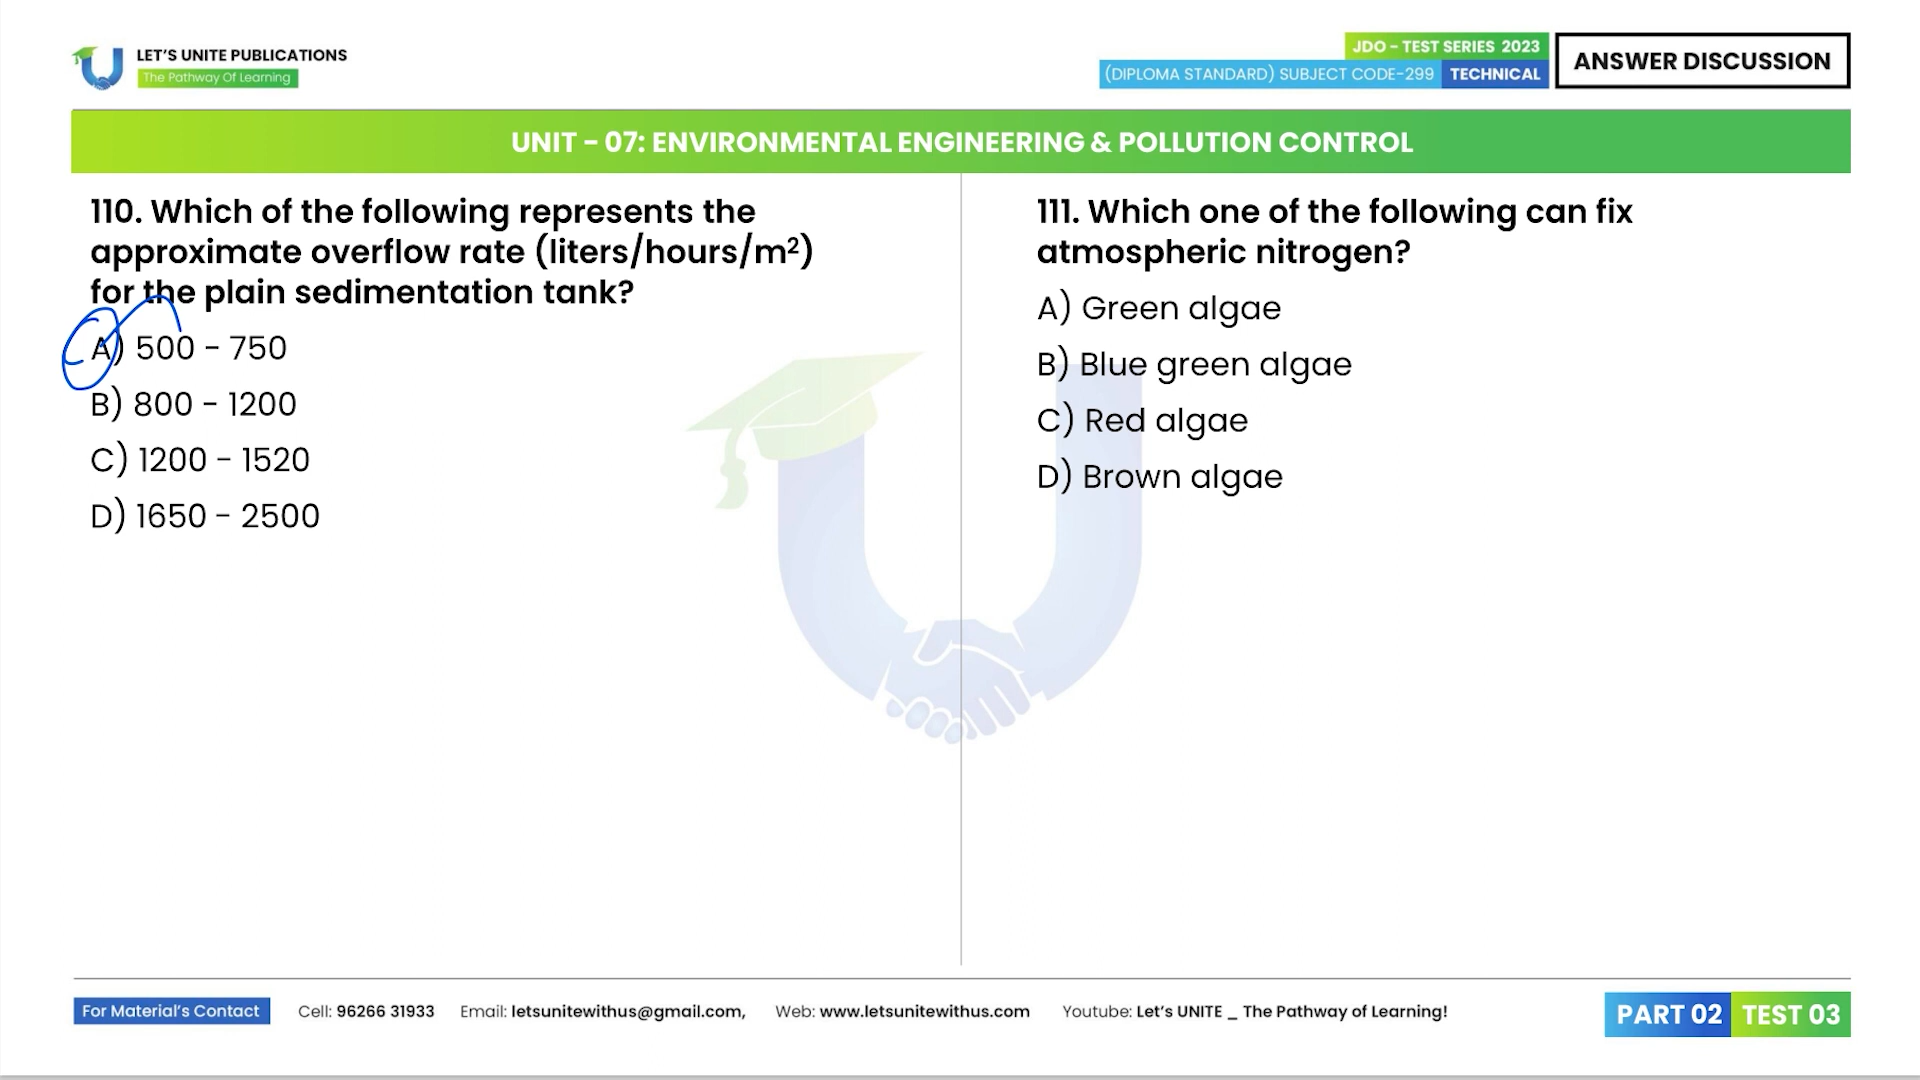 LET'S UNITE PUBLICATIONS
The Pathway Of Learning
JDO - TEST SERIES 2023
(DIPLOMA STANDARD) SUBJECT CODE-299 TECHNICAL
ANSWER DISCUSSION
UNIT - 07: ENVIRONMENTAL ENGINEERING & POLLUTION CONTROL
110. Which of the following represents the
approximate overflow rate (liters/hours/m²)
for the plain sedimentation tank?
A) 500 - 750
B) 800 - 1200
C) 1200 - 1520
D) 1650 - 2500
111. Which one of the following can fix
atmospheric nitrogen?
A) Green algae
B) Blue green algae
C) Red algae
D) Brown algae
For Material's Contact Cell: 96266 31933 Email: letsunitewithus@gmail.com, Web: www.letsunitewithus.com Youtube: Let's UNITE _ The Pathway of Learning!
PART 02 TEST 03